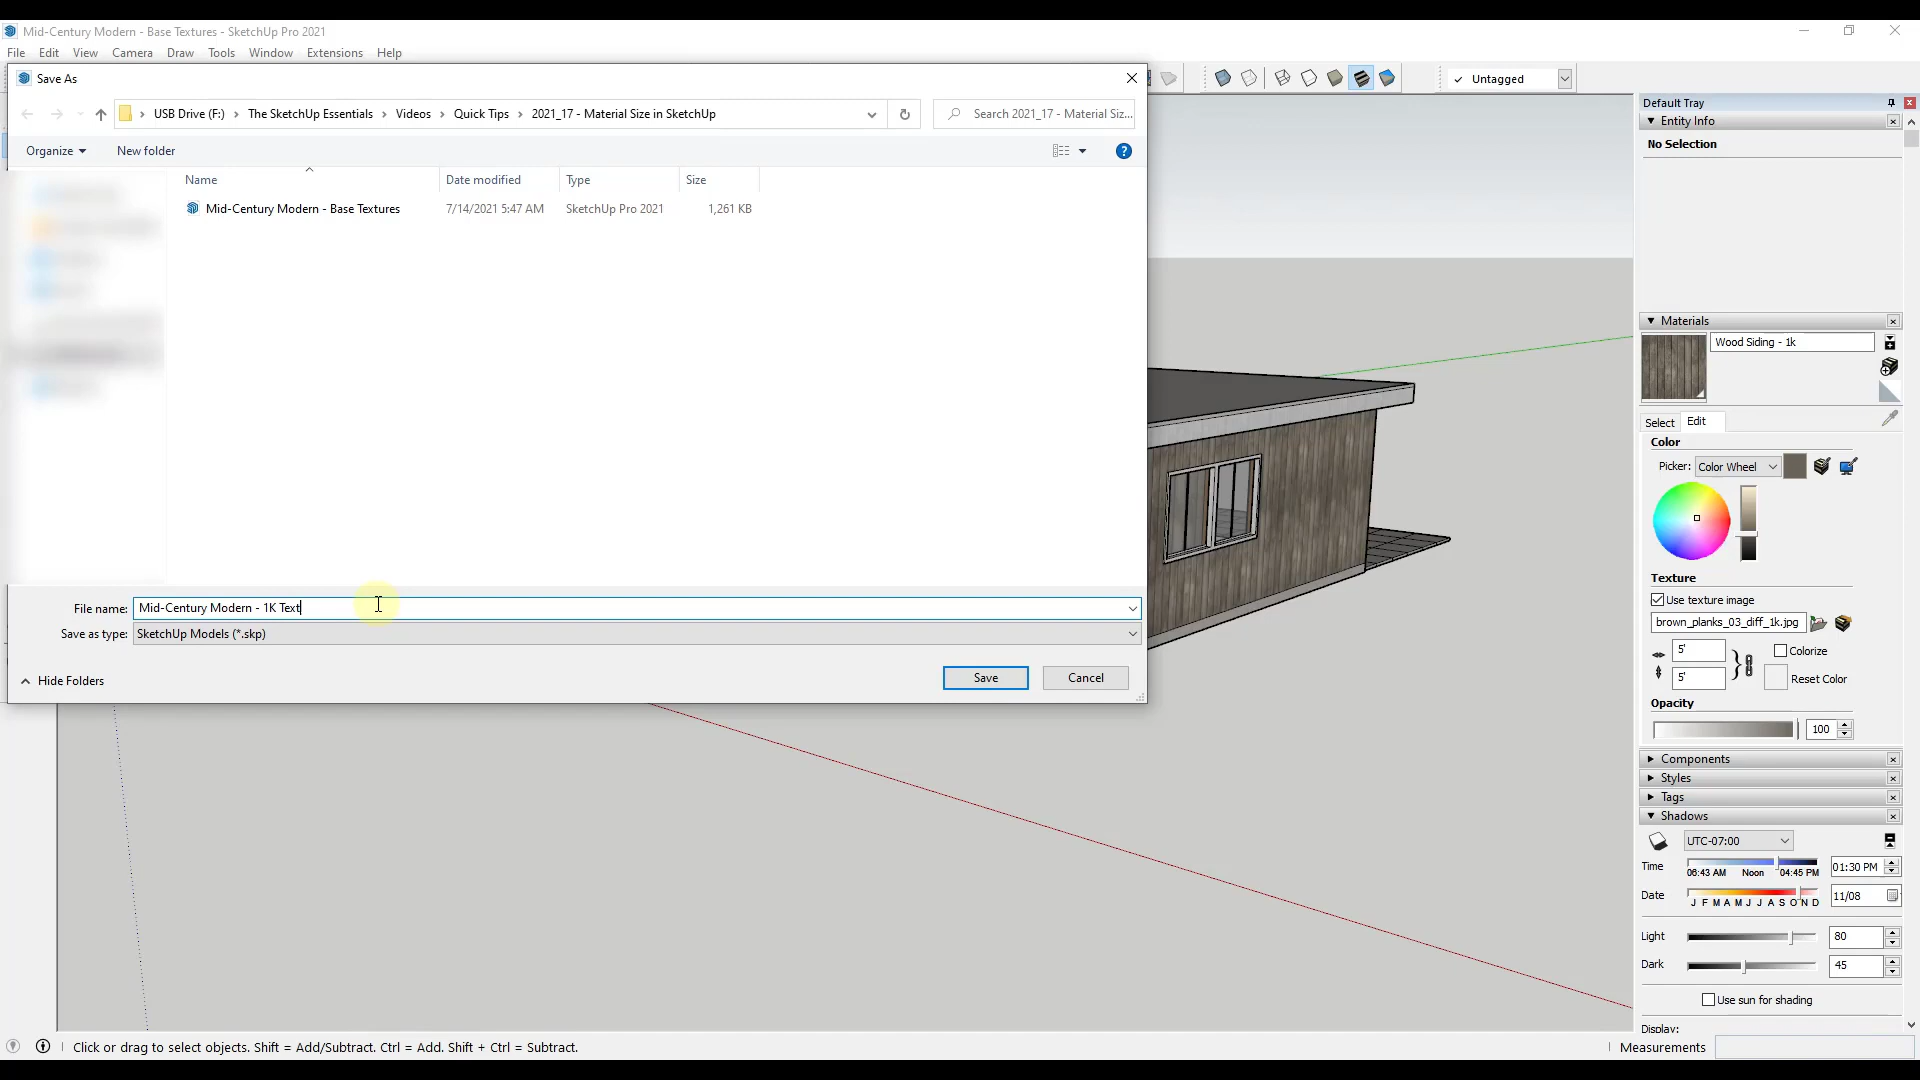 Mid-Century Modern - Base Textures - SketchUp Pro 2021
File Edit View Camera Draw Tools Window Extensions Help
Save As
Untagged
USB Drive (F:) The SketchUp Essentials Videos Quick Tips 2021_17 - Material Size in SketchUp
Search 2021_17 - Material Siz...
Organize New folder
Name Date modified Type Size
Mid-Century Modern - Base Textures 7/14/2021 5:47 AM SketchUp Pro 2021 1,261 KB
File name: Mid-Century Modern - 1K Text
Save as type: SketchUp Models (*.skp)
Hide Folders
Save Cancel
Default Tray
Entity Info
No Selection
Materials
Wood Siding - 1k
Select Edit
Color
Picker: Color Wheel
Texture
Use texture image
brown_planks_03_diff_1k.jpg
5'
Colorize
5'
Reset Color
Opacity
100
Components
Styles
Tags
Shadows
UTC-07:00
Time 01:30 PM
06:43 AM Noon 04:45 PM
Date 11/08
J F M A M J J A S O N D
Light 80
Dark 45
Use sun for shading
Display:
Click or drag to select objects. Shift = Add/Subtract. Ctrl = Add. Shift + Ctrl = Subtract.
Measurements